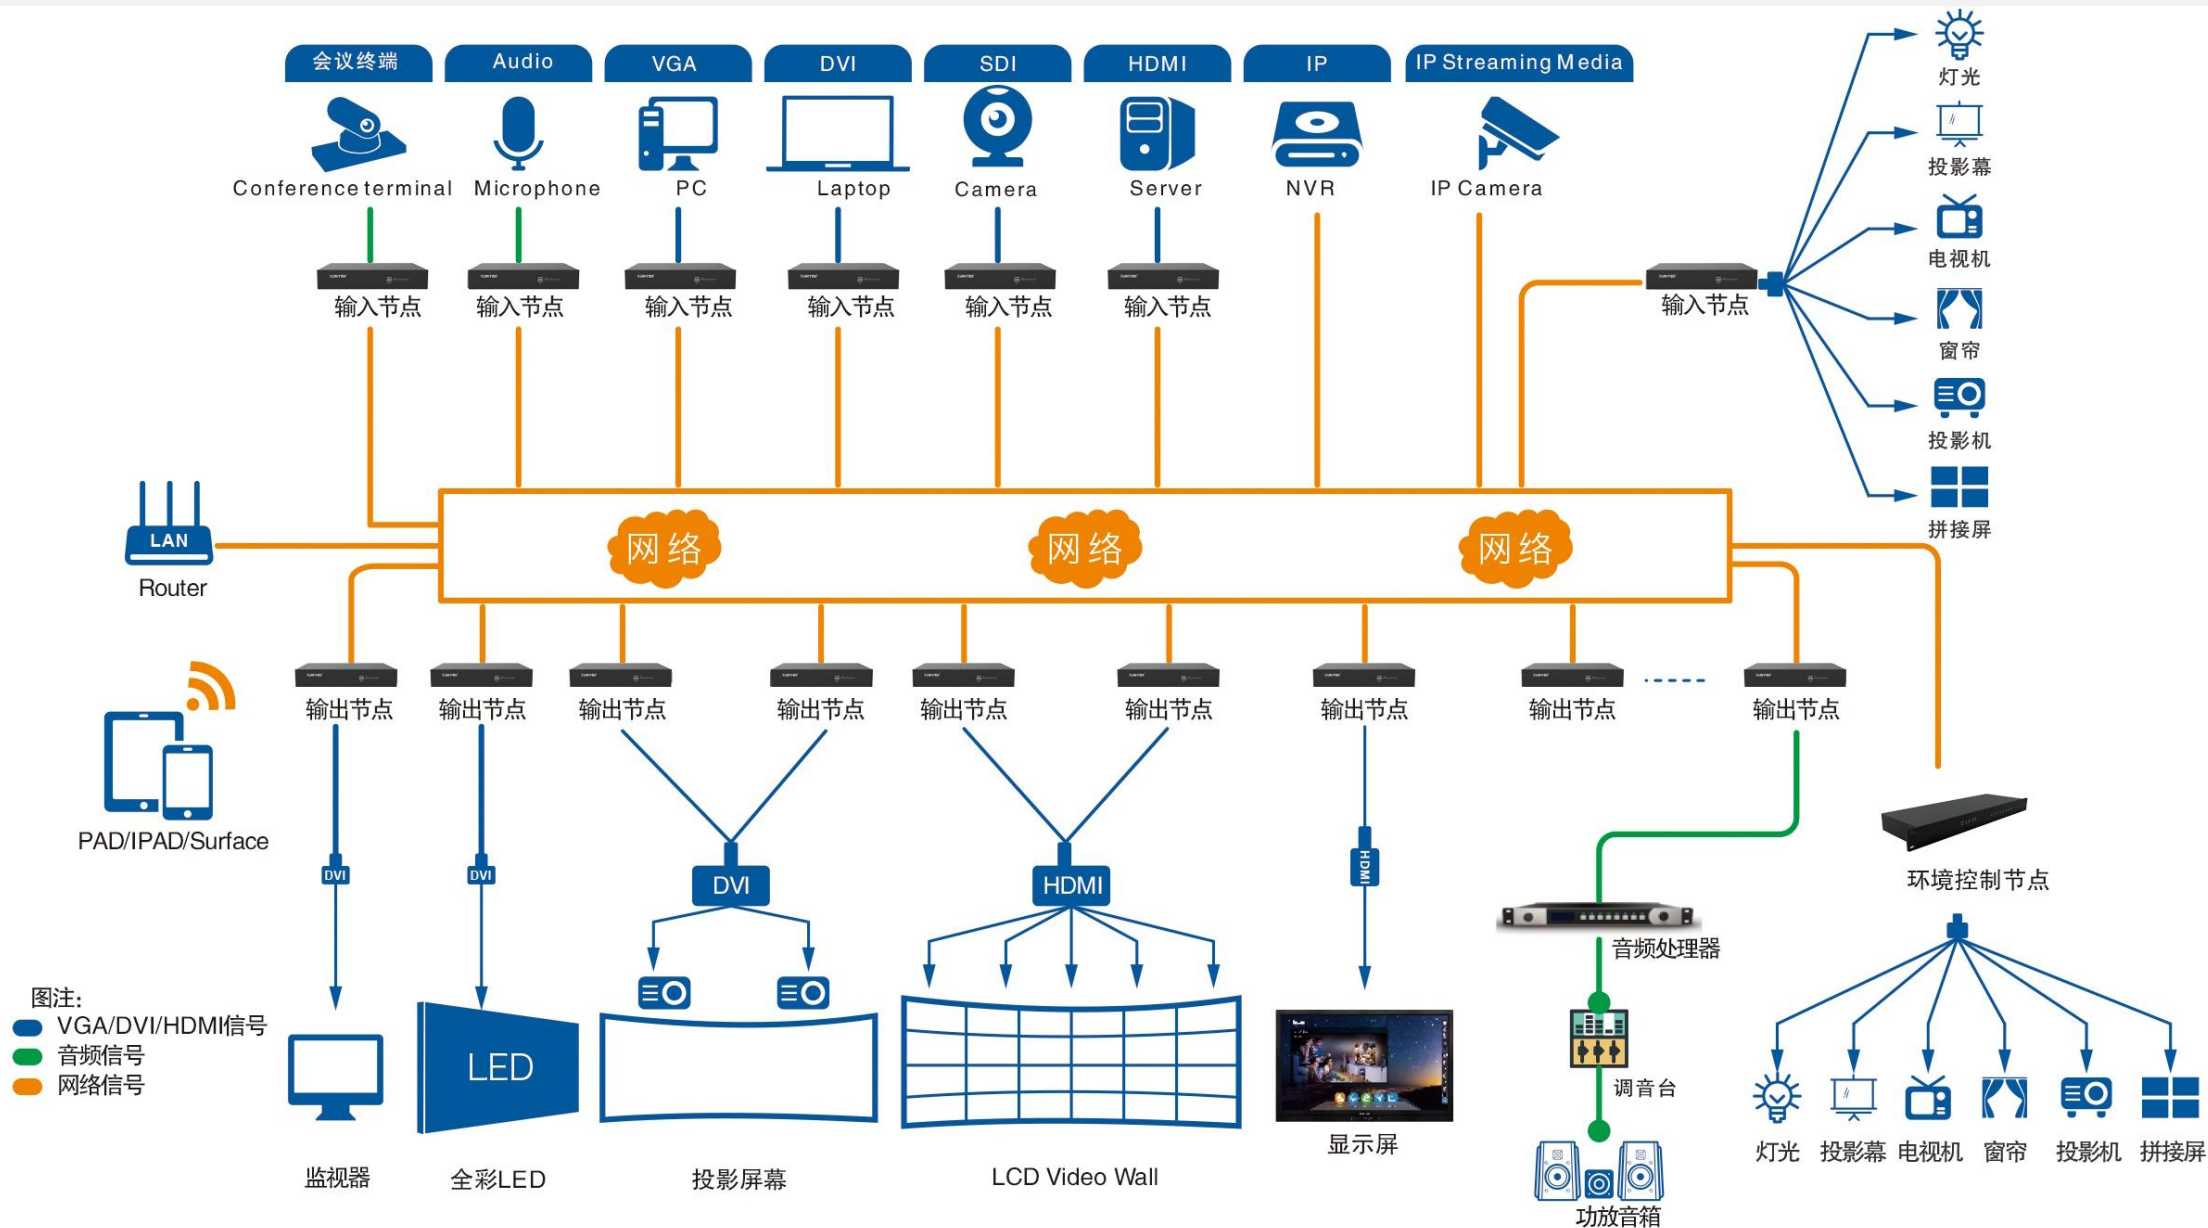 会议终端
Audio
VGA
DVI
SDI
HDMI
IP
IP Streaming Media
Conference terminal
Microphone
PC
Laptop
Camera
Server
NVR
IP Camera
输入节点
输入节点
输入节点
输入节点
输入节点
输入节点
输入节点
灯光
投影幕
电视机
窗帘
投影机
拼接屏
LAN
Router
网络
网络
网络
输出节点
输出节点
输出节点
输出节点
输出节点
输出节点
输出节点
输出节点
输出节点
PAD/IPAD/Surface
DVI
DVI
DVI
HDMI
HDMI
环境控制节点
音频处理器
调音台
功放音箱
图注:
VGA/DVI/HDMI信号
音频信号
网络信号
LED
监视器
全彩LED
投影屏幕
LCD Video Wall
显示屏
灯光
投影幕
电视机
窗帘
投影机
拼接屏